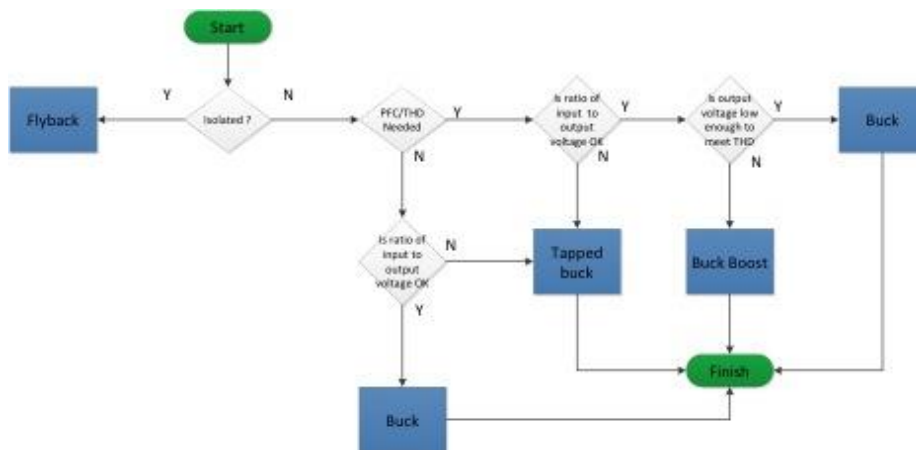 Start
Y
N
Flyback
Isolated ?
PFC/THD
Needed
Y
Is ratio of
input to
output
voltage OK
Y
Is output
voltage low
enough to
meet THD
Y
Buck
N
N
N
Is ratio of
input to
output
voltage OK
N
Tapped
buck
Buck Boost
Y
Finish
Buck